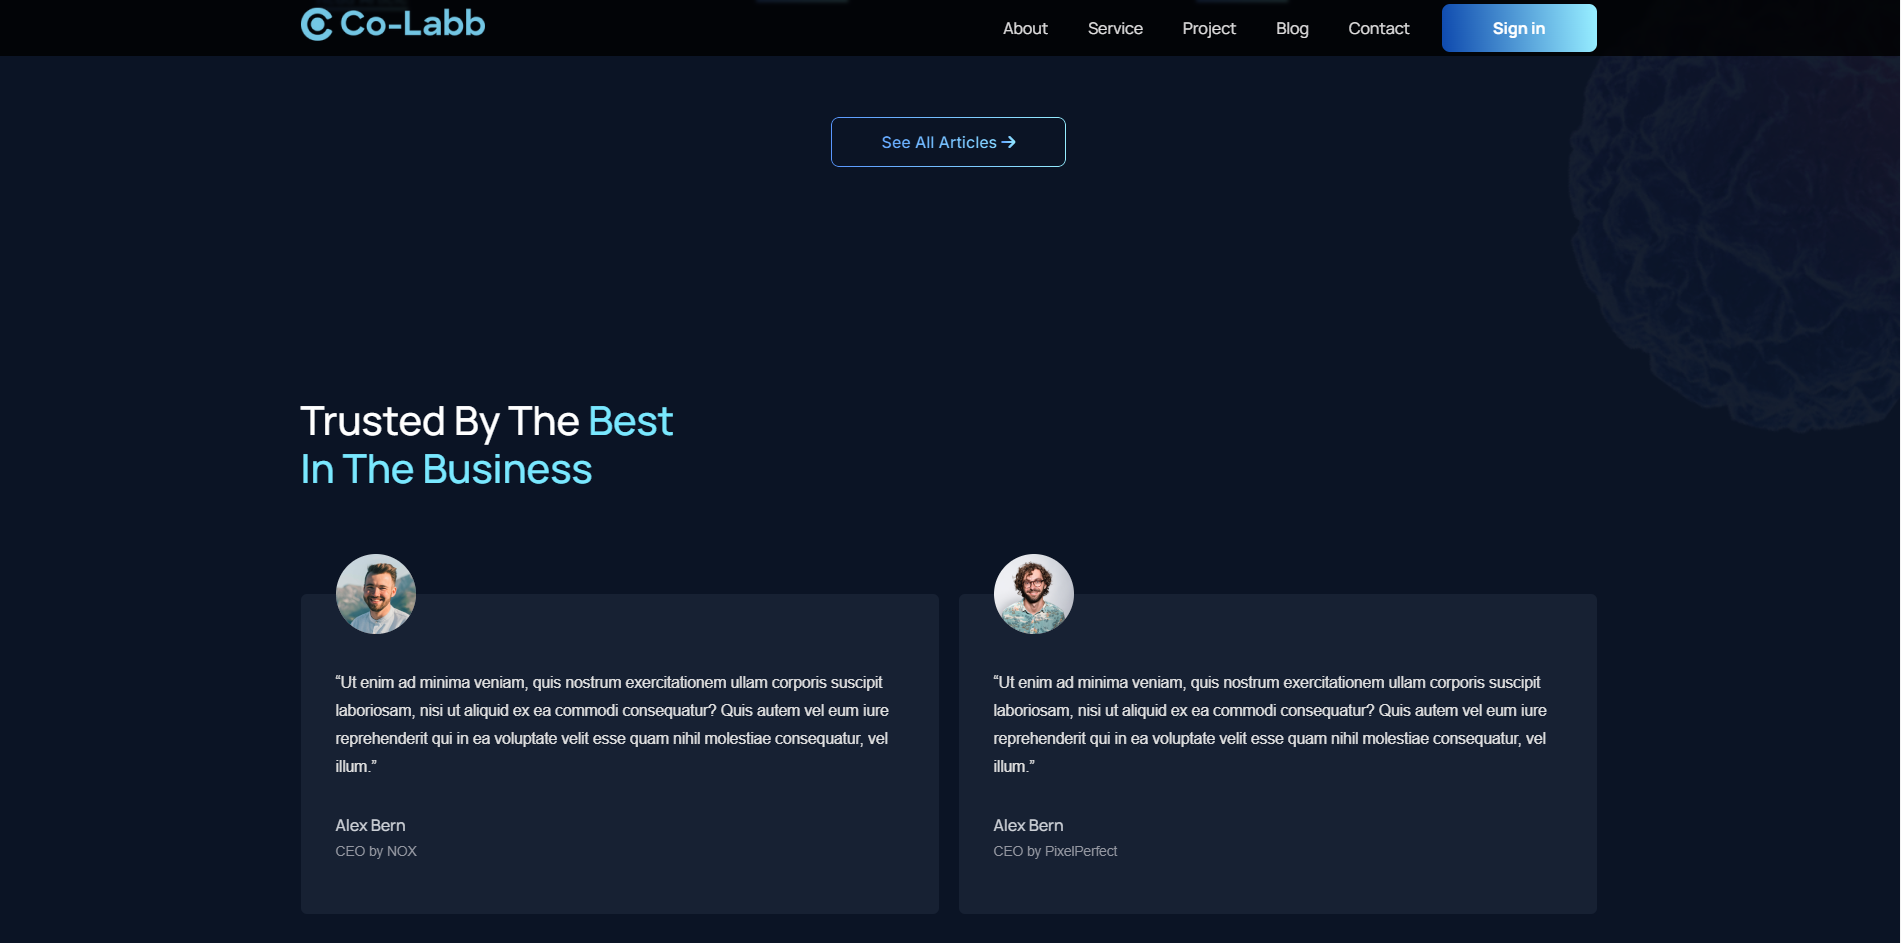 Co-Labb
About
Service
Project
Blog
Contact
Sign in
See All Articles →
Trusted By The Best
In The Business
“Ut enim ad minima veniam, quis nostrum exercitationem ullam corporis suscipit
laboriosam, nisi ut aliquid ex ea commodi consequatur? Quis autem vel eum iure
reprehenderit qui in ea voluptate velit esse quam nihil molestiae consequatur, vel
illum.”
Alex Bern
CEO by NOX
“Ut enim ad minima veniam, quis nostrum exercitationem ullam corporis suscipit
laboriosam, nisi ut aliquid ex ea commodi consequatur? Quis autem vel eum iure
reprehenderit qui in ea voluptate velit esse quam nihil molestiae consequatur, vel
illum.”
Alex Bern
CEO by PixelPerfect